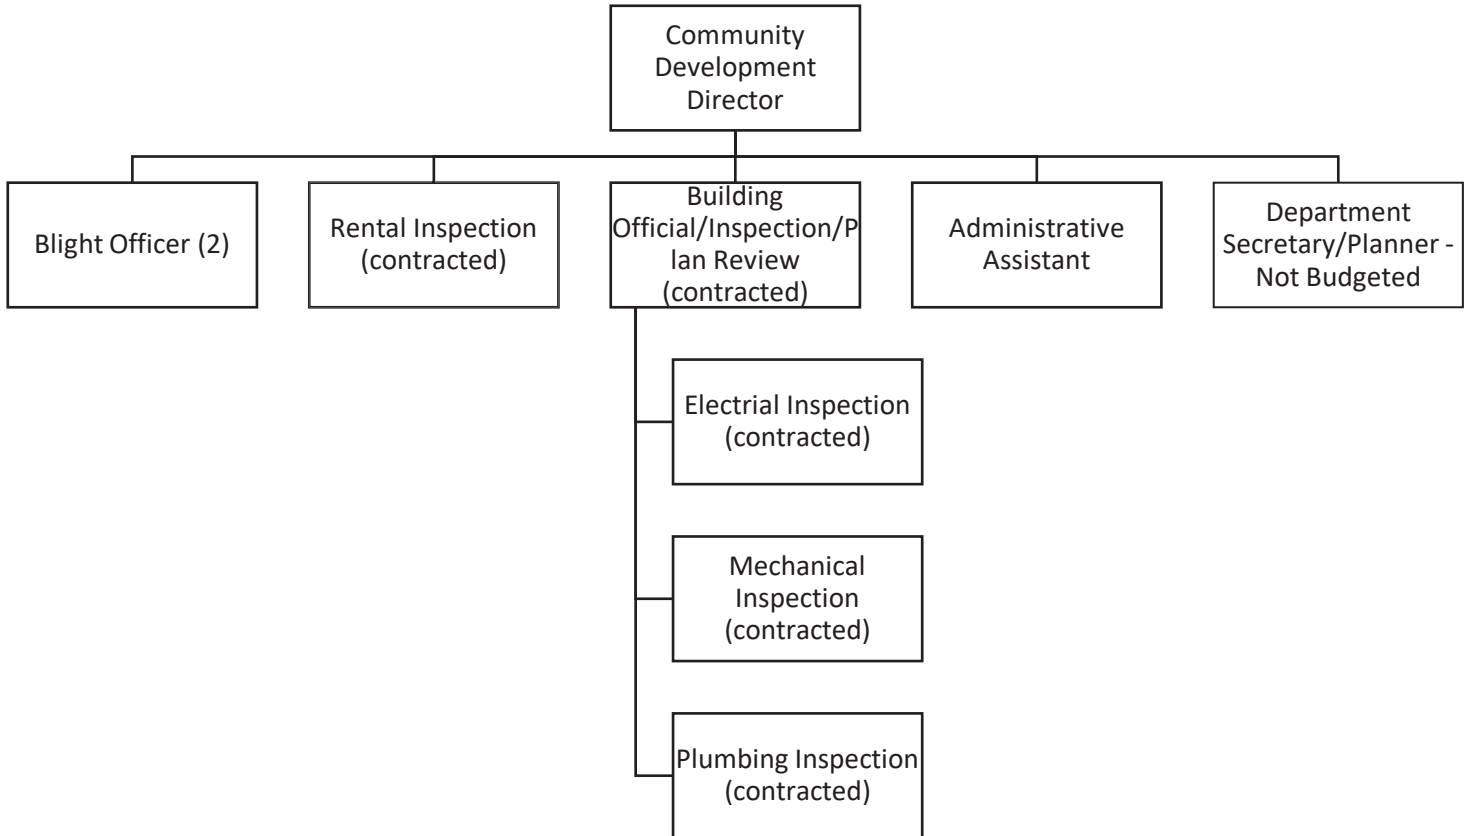 Community
Development
Director
Blight Officer (2)
Rental Inspection
(contracted)
Building
Official/Inspection/P
lan Review
(contracted)
Administrative
Assistant
Department
Secretary/Planner -
Not Budgeted
Electrial Inspection
(contracted)
Mechanical
Inspection
(contracted)
Plumbing Inspection
(contracted)